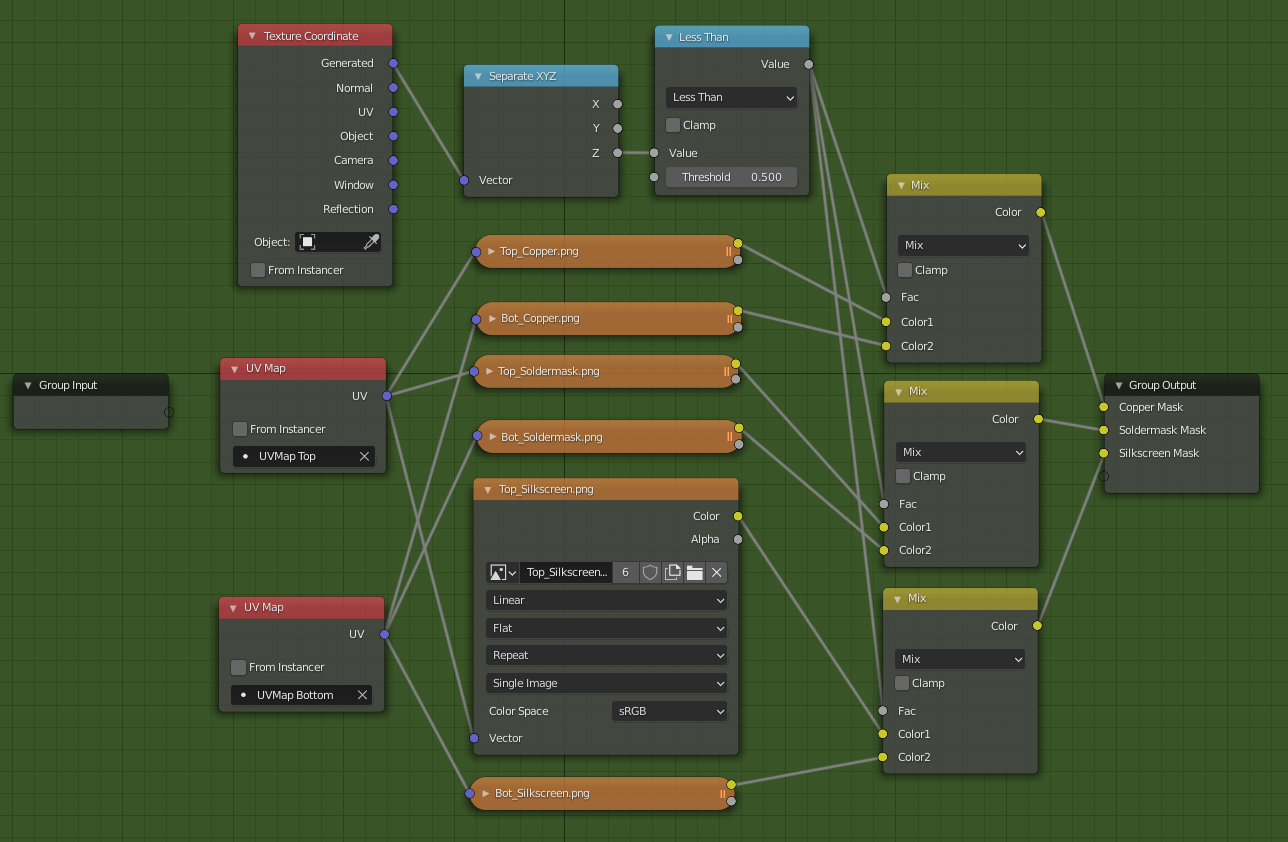 Texture Coordinate
Generated
Normal
UV
Object
Camera
Window
Reflection
Object:
From Instancer
Separate XYZ
X
Y
Z
Vector
Less Than
Value
Less Than
Clamp
Value
Threshold 0.500
Top_Copper.png
Bot_Copper.png
Top_Soldermask.png
Bot_Soldermask.png
Group Input
UV Map
UV
From Instancer
UVMap Top
UV Map
UV
From Instancer
UVMap Bottom
Top_Silkscreen.png
Color
Alpha
Top_Silkscreen... 6
Linear
Flat
Repeat
Single Image
Color Space sRGB
Vector
Bot_Silkscreen.png
Mix
Color
Mix
Clamp
Fac
Color1
Color2
Mix
Color
Mix
Clamp
Fac
Color1
Color2
Mix
Color
Mix
Clamp
Fac
Color1
Color2
Group Output
Copper Mask
Soldermask Mask
Silkscreen Mask